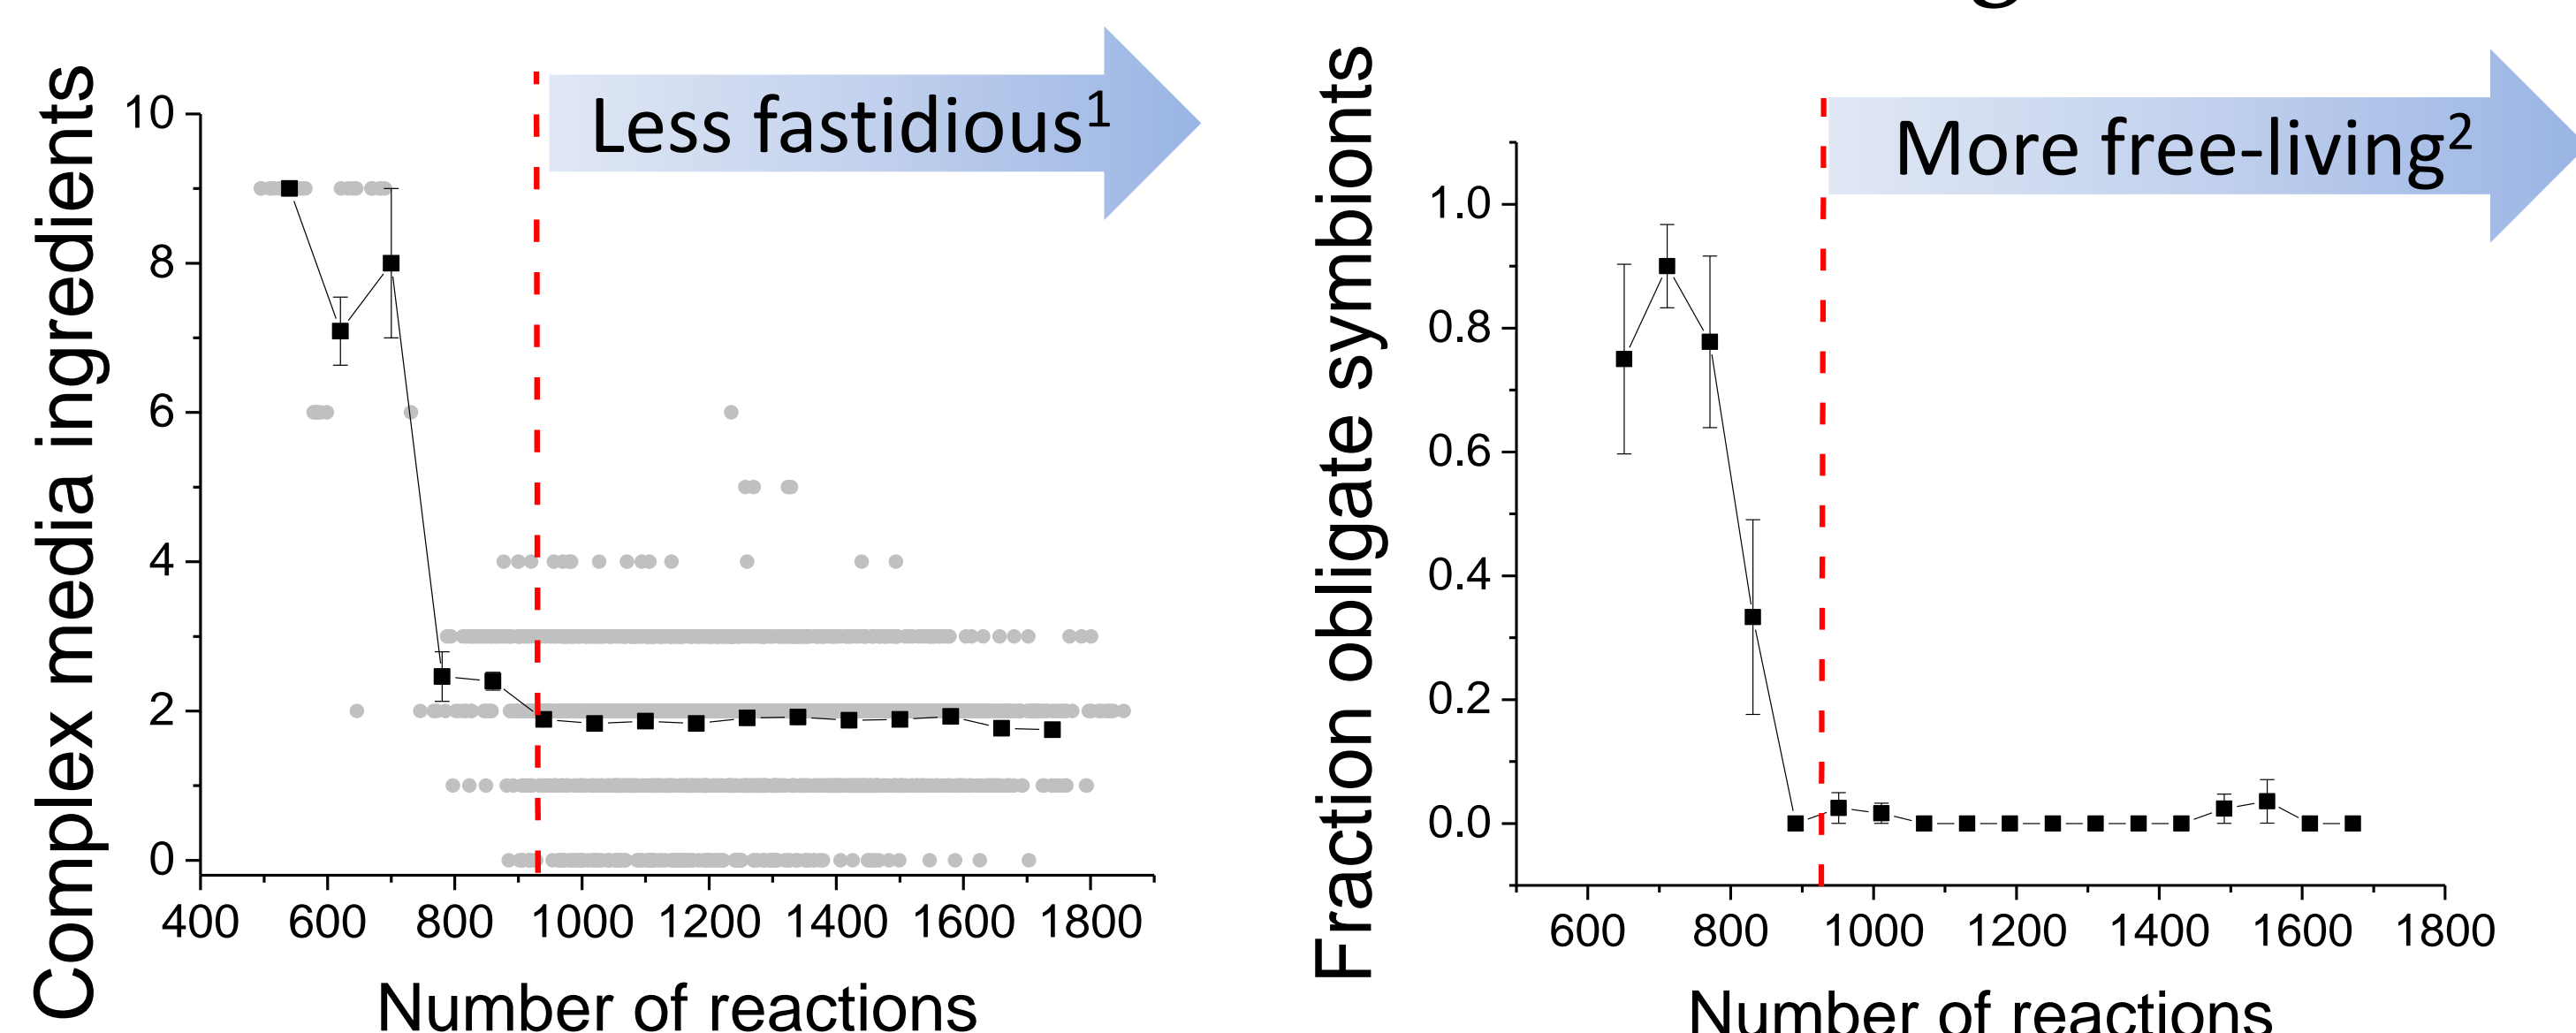 g
Less fastidious¹
More free-living²
Complex media ingredients
10
8
6
4
2
0
400 600 800 1000 1200 1400 1600 1800
Number of reactions
Fraction obligate symbionts
1.0
0.8
0.6
0.4
0.2
0.0
600 800 1000 1200 1400 1600 1800
Number of reactions